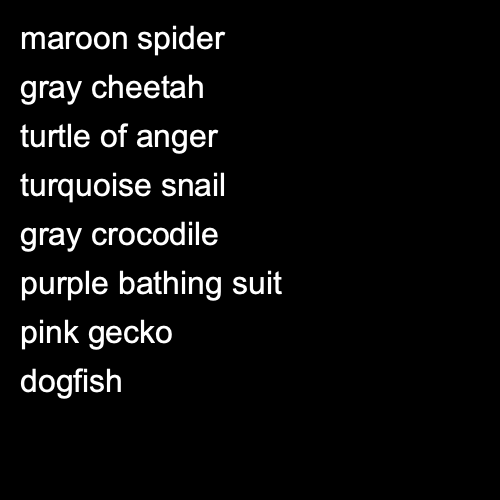 maroon spider
gray cheetah
turtle of anger
turquoise snail
gray crocodile
purple bathing suit
pink gecko
dogfish